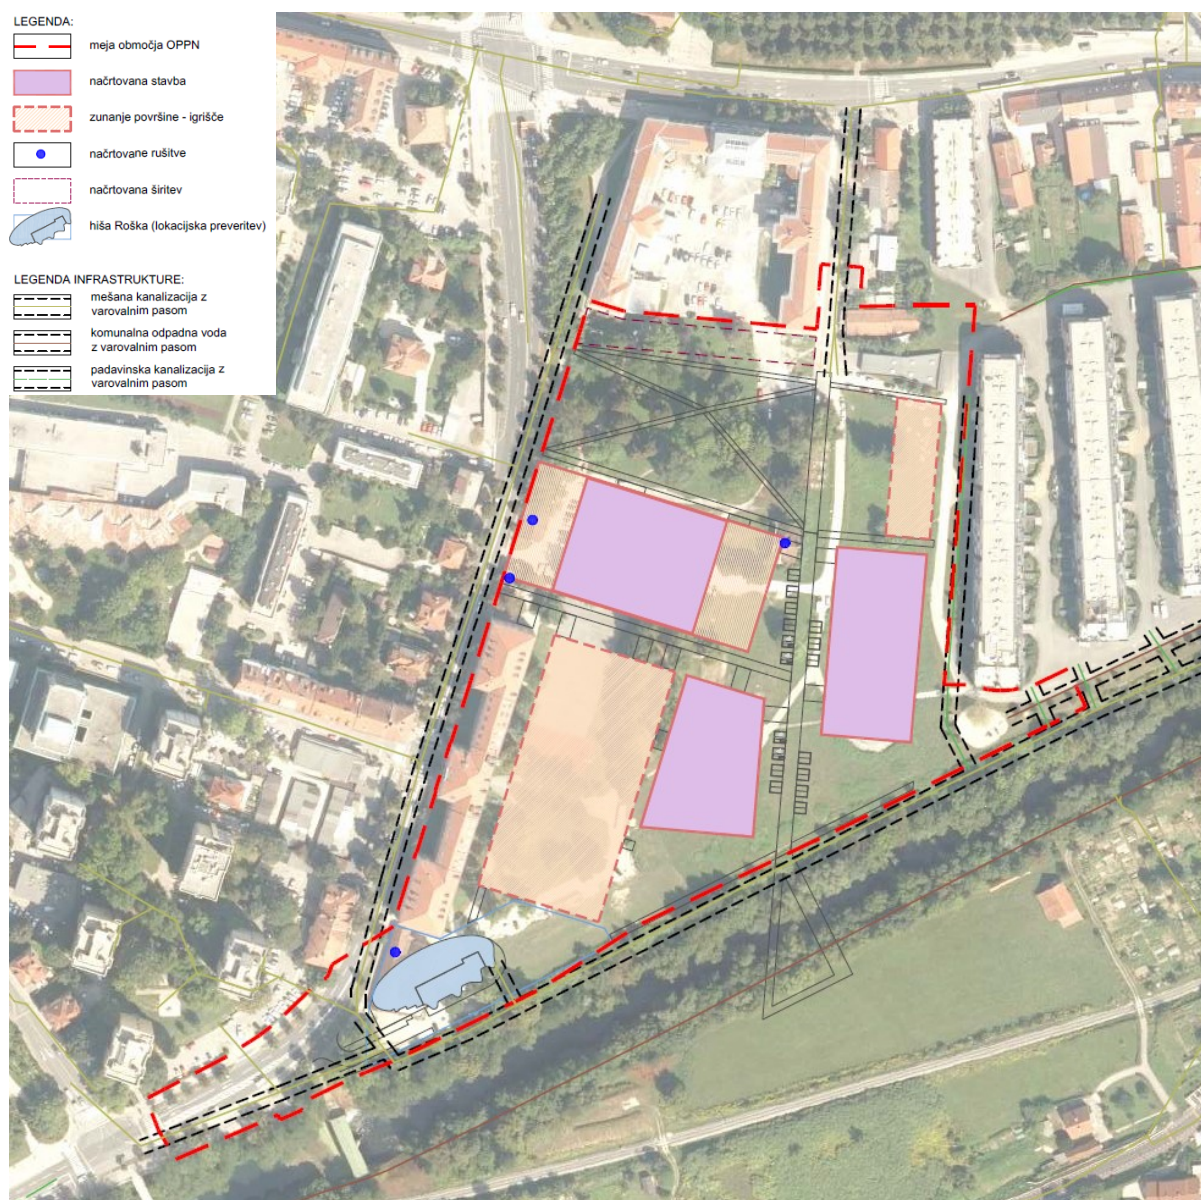 LEGENDA:
meja območja OPPN
načrtovana stavba
zunanje površine - igrišče
načrtovane rušitve
načrtovana širitev
hiša Roška (lokacijska preveritev)
LEGENDA INFRASTRUKTURE:
mešana kanalizacija z
varovalnim pasom
komunalna odpadna voda
z varovalnim pasom
padavinska kanalizacija z
varovalnim pasom